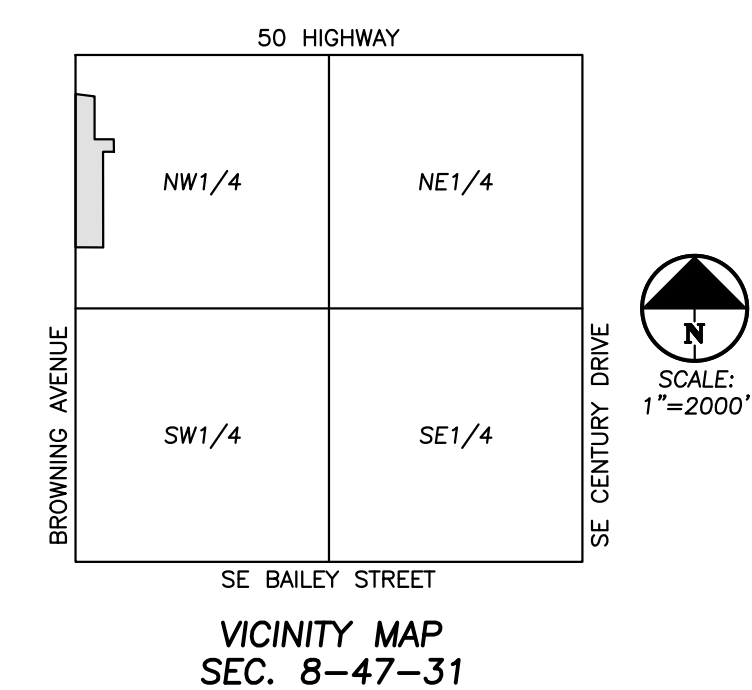 50 HIGHWAY
NW1/4
NE1/4
BROWNING AVENUE
SW1/4
SE1/4
SE CENTURY DRIVE
N
SCALE:
1"=2000'
SE BAILEY STREET
VICINITY MAP
SEC. 8-47-31